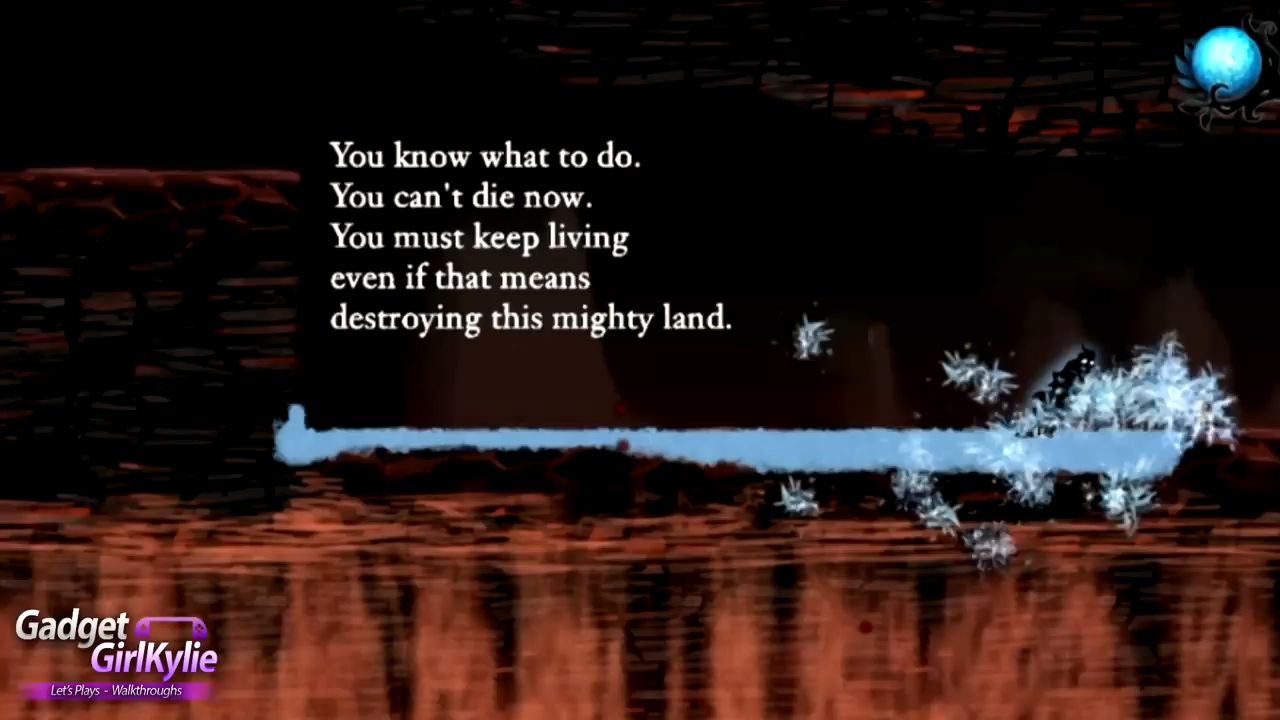 You know what to do.
You can't die now.
You must keep living
even if that means
destroying this mighty land.
Gadget
GirlKylie
Let's Plays - Walkthroughs